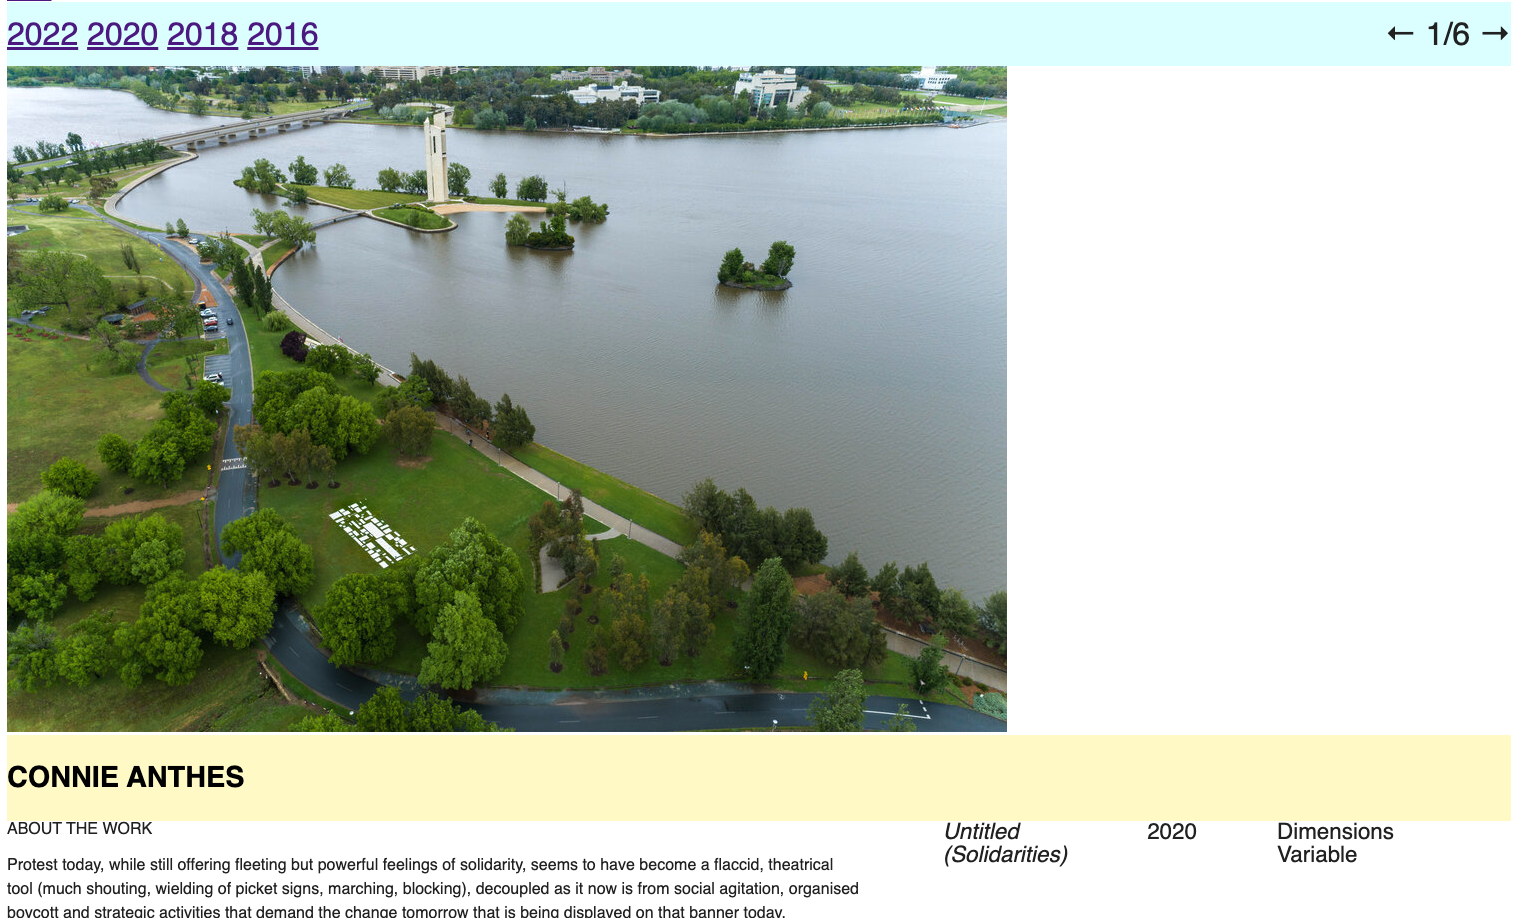 2022 2020 2018 2016
← 1/6 →
CONNIE ANTHES
ABOUT THE WORK
Protest today, while still offering fleeting but powerful feelings of solidarity, seems to have become a flaccid, theatrical
tool (much shouting, wielding of picket signs, marching, blocking), decoupled as it now is from social agitation, organised
boycott and strategic activities that demand the change tomorrow that is being displayed on that banner today.
Untitled
(Solidarities)
2020
Dimensions
Variable